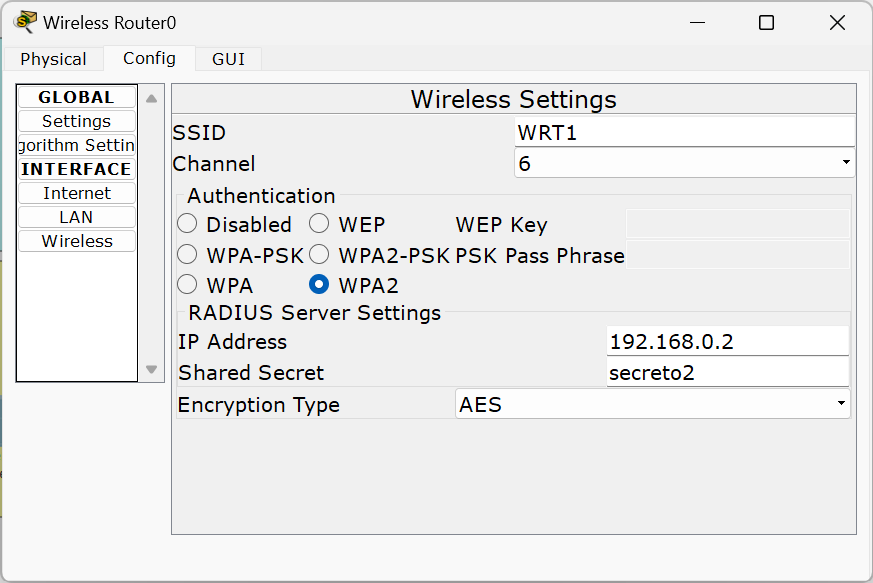 Wireless Router0
Physical Config GUI
GLOBAL
Settings
gorithm Settin
INTERFACE
Internet
LAN
Wireless
Wireless Settings
SSID WRT1
Channel 6
Authentication
Disabled WEP WEP Key
WPA-PSK WPA2-PSK PSK Pass Phrase
WPA WPA2
RADIUS Server Settings
IP Address 192.168.0.2
Shared Secret secreto2
Encryption Type AES